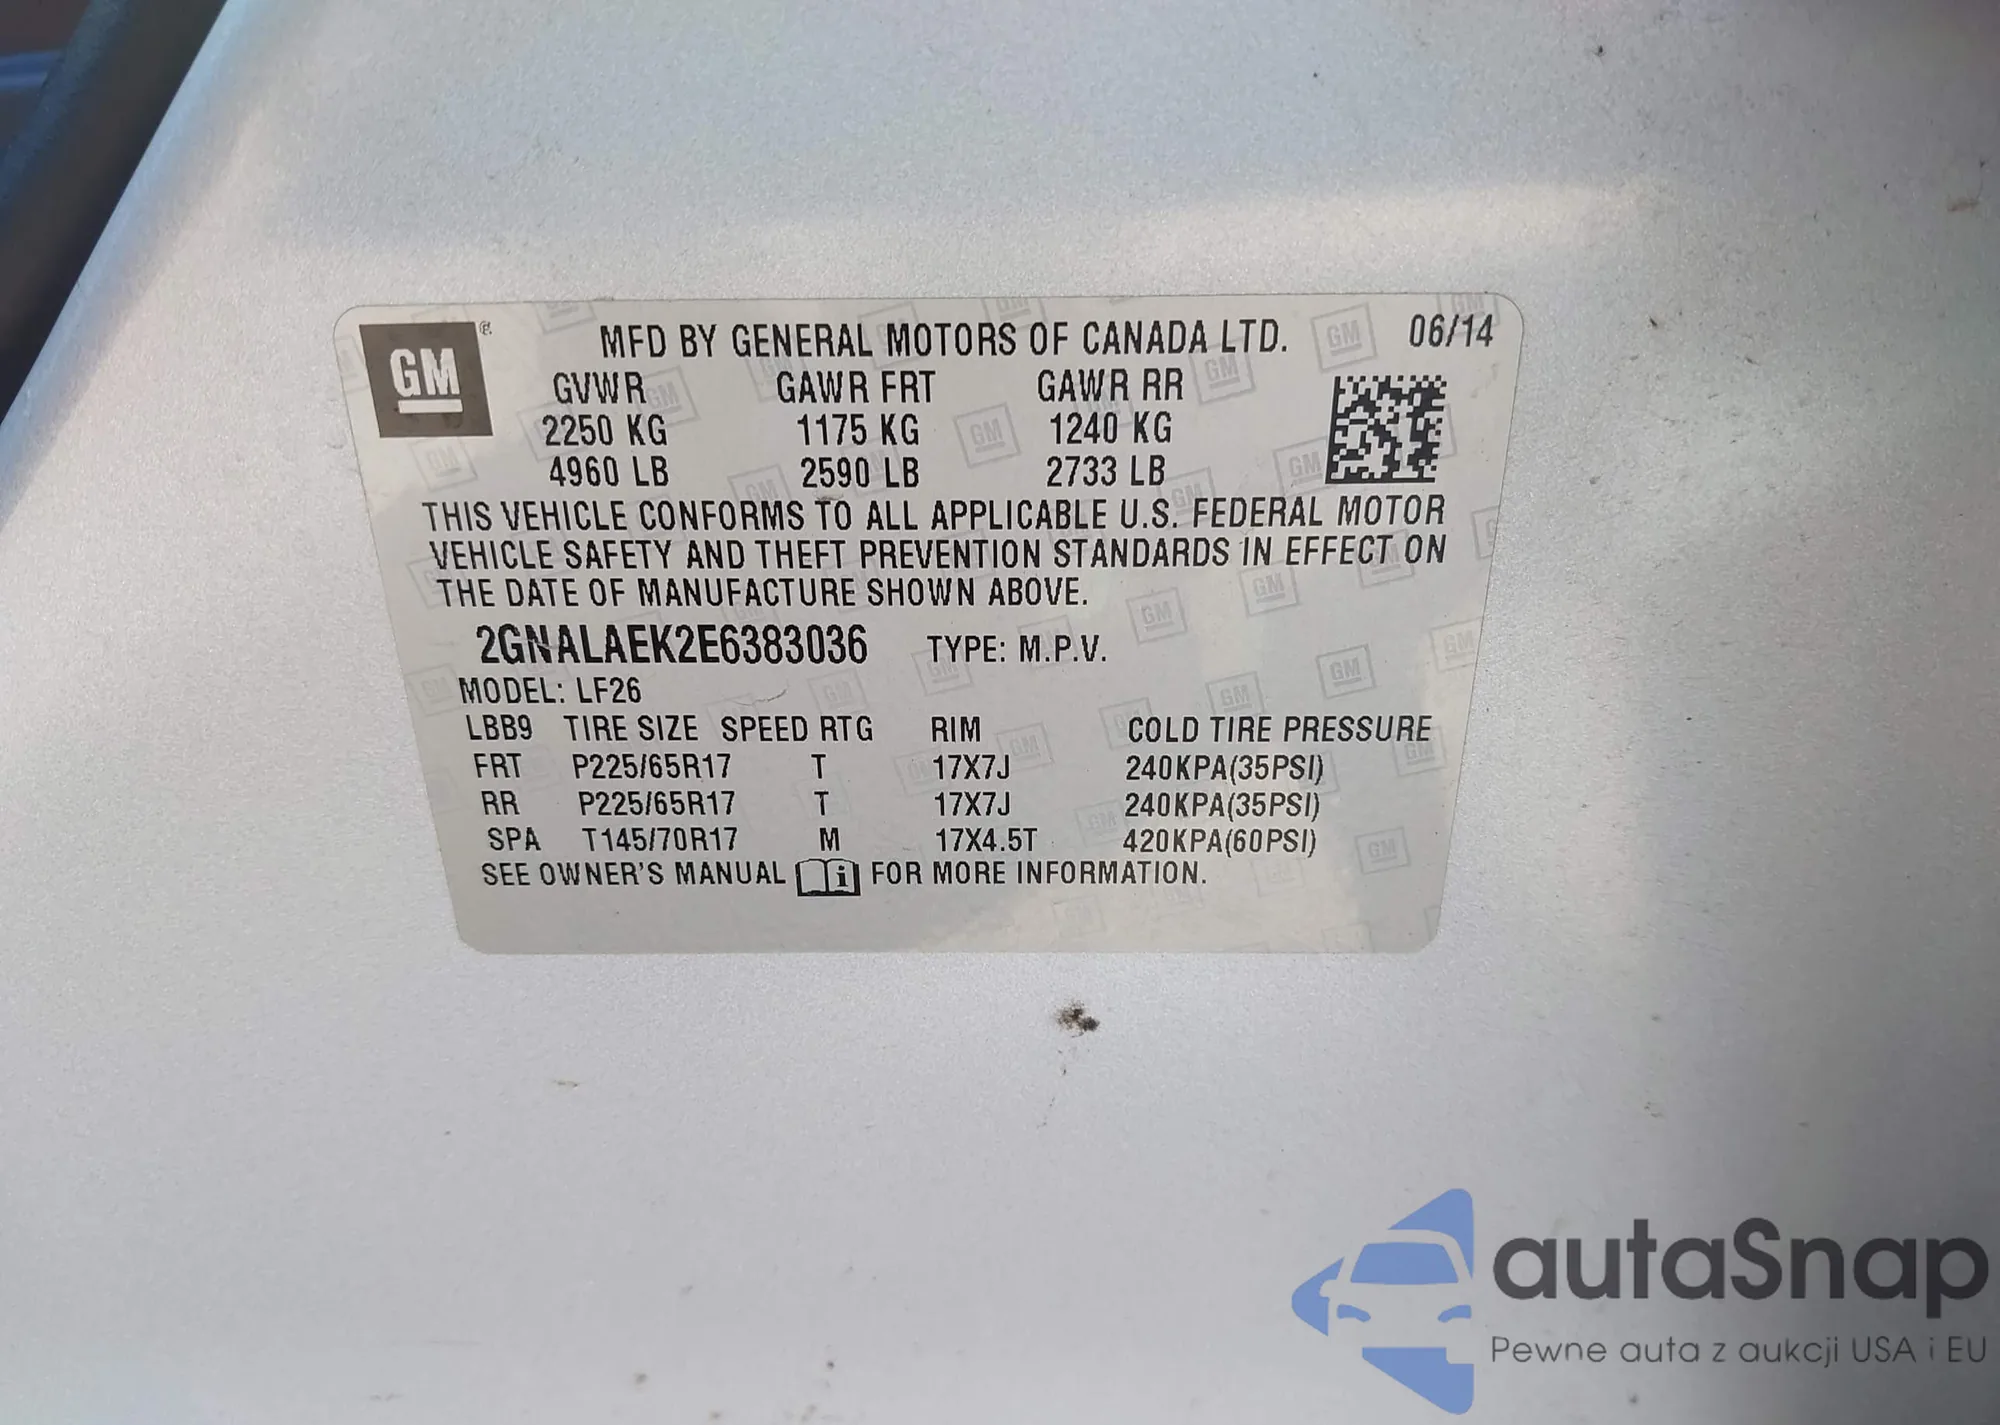 GM
MFD BY GENERAL MOTORS OF CANADA LTD. 06/14
GVWR GAWR FRT GAWR RR
2250 KG 1175 KG 1240 KG
4960 LB 2590 LB 2733 LB
THIS VEHICLE CONFORMS TO ALL APPLICABLE U.S. FEDERAL MOTOR
VEHICLE SAFETY AND THEFT PREVENTION STANDARDS IN EFFECT ON
THE DATE OF MANUFACTURE SHOWN ABOVE.
2GNALAEK2E6383036 TYPE: M.P.V.
MODEL: LF26
LBB9 TIRE SIZE SPEED RTG RIM COLD TIRE PRESSURE
FRT P225/65R17 T 17X7J 240KPA(35PSI)
RR P225/65R17 T 17X7J 240KPA(35PSI)
SPA T145/70R17 M 17X4.5T 420KPA(60PSI)
SEE OWNER'S MANUAL i FOR MORE INFORMATION.
autaSnap
Pewne auta z aukcji USA i EU